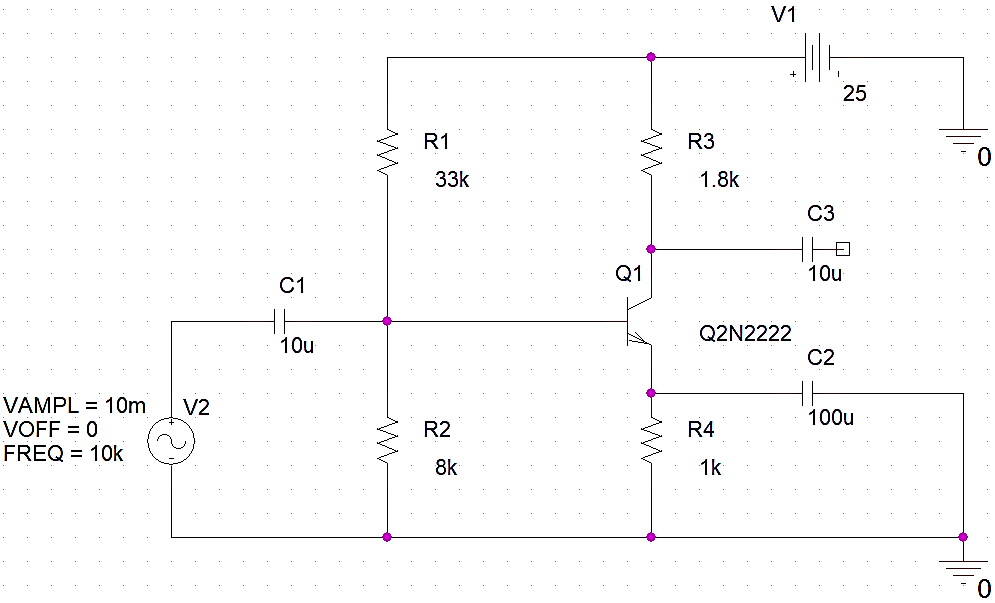 V1
25
0
R1
33k
R3
1.8k
C3
10u
Q1
Q2N2222
C1
10u
C2
100u
VAMPL = 10m
VOFF = 0
FREQ = 10k
V2
R2
8k
R4
1k
0